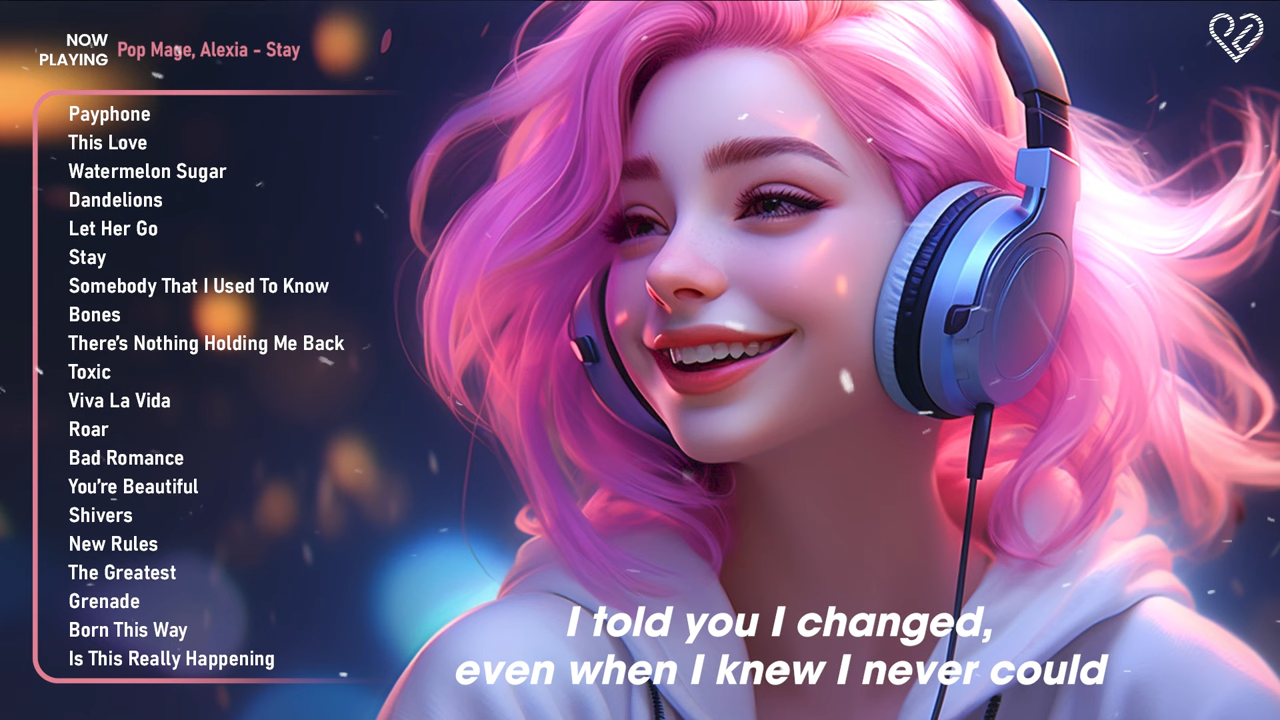 NOW
PLAYING
Pop Mage, Alexia - Stay
Payphone
This Love
Watermelon Sugar
Dandelions
Let Her Go
Stay
Somebody That I Used To Know
Bones
There's Nothing Holding Me Back
Toxic
Viva La Vida
Roar
Bad Romance
You're Beautiful
Shivers
New Rules
The Greatest
Grenade
Born This Way
Is This Really Happening
I told you I changed,
even when I knew I never could